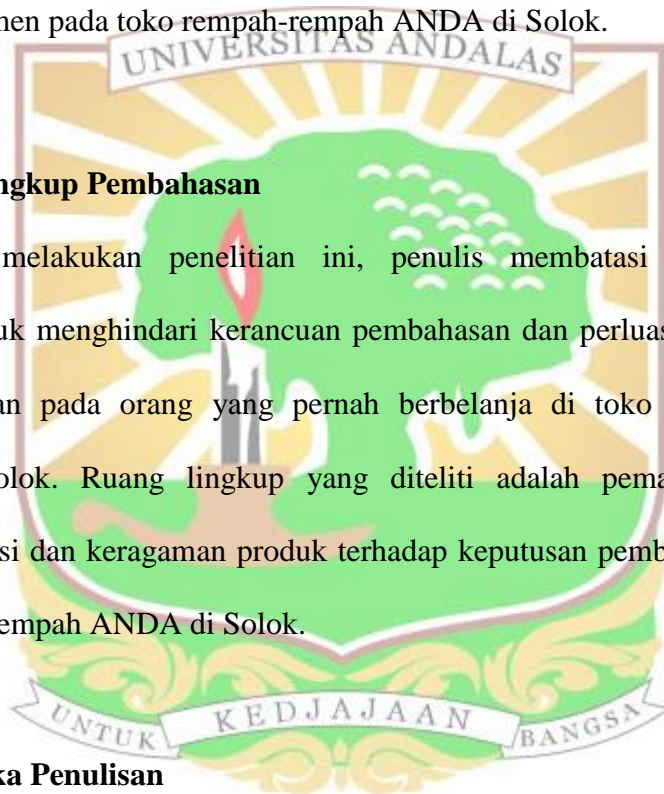 men pada toko rempah-rempah ANDA di Solok.
UNIVERSITAS ANDALAS
ngkup Pembahasan
melakukan penelitian ini, penulis membatasi
uk menghindari kerancuan pembahasan dan perluas
an pada orang yang pernah berbelanja di toko
olok. Ruang lingkup yang diteliti adalah pema
si dan keragaman produk terhadap keputusan pemb
empah ANDA di Solok.
UNTUK KEDJAJAAN BANGSA
ka Penulisan